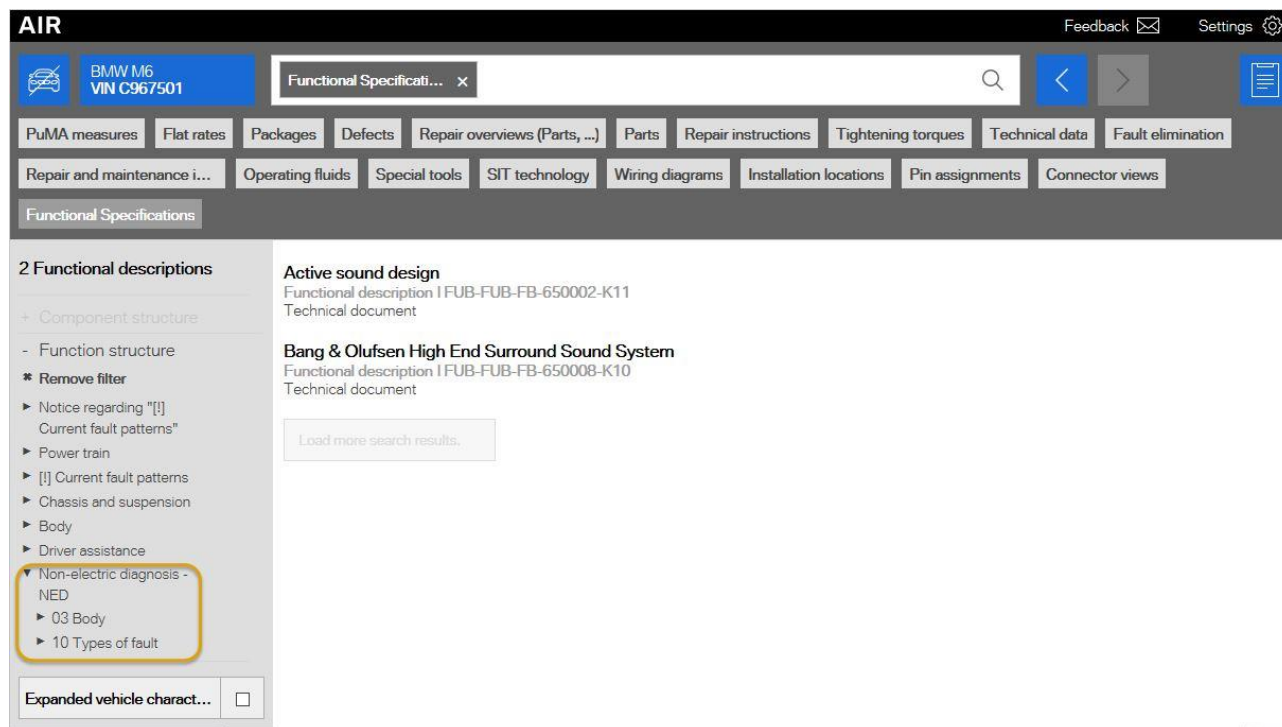 AIR
Feedback
Settings
BMW M6
VIN C967501
Functional Specificati... x
PuMA measures
Flat rates
Packages
Defects
Repair overviews (Parts, ...)
Parts
Repair instructions
Tightening torques
Technical data
Fault elimination
Repair and maintenance i...
Operating fluids
Special tools
SIT technology
Wiring diagrams
Installation locations
Pin assignments
Connector views
Functional Specifications
2 Functional descriptions
+ Component structure
- Function structure
Remove filter
Notice regarding "[!]
Current fault patterns"
Power train
[!] Current fault patterns
Chassis and suspension
Body
Driver assistance
Non-electric diagnosis -
NED
03 Body
10 Types of fault
Expanded vehicle charact...
Active sound design
Functional description | FUB-FUB-FB-650002-K11
Technical document
Bang & Olufsen High End Surround Sound System
Functional description | FUB-FUB-FB-650008-K10
Technical document
Load more search results.